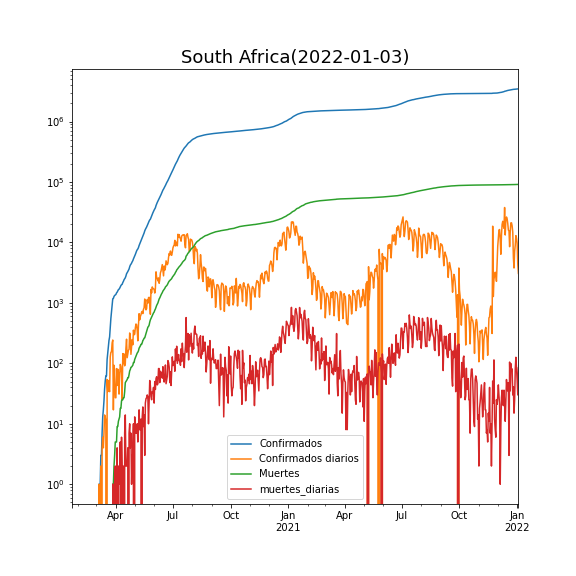 South Africa(2022-01-03)
10^6
10^5
10^4
10^3
10^2
10^1
10^0
Confirmados
Confirmados diarios
Muertes
muertes_diarias
Apr Jul Oct Jan Apr Jul Oct Jan
2021 2022